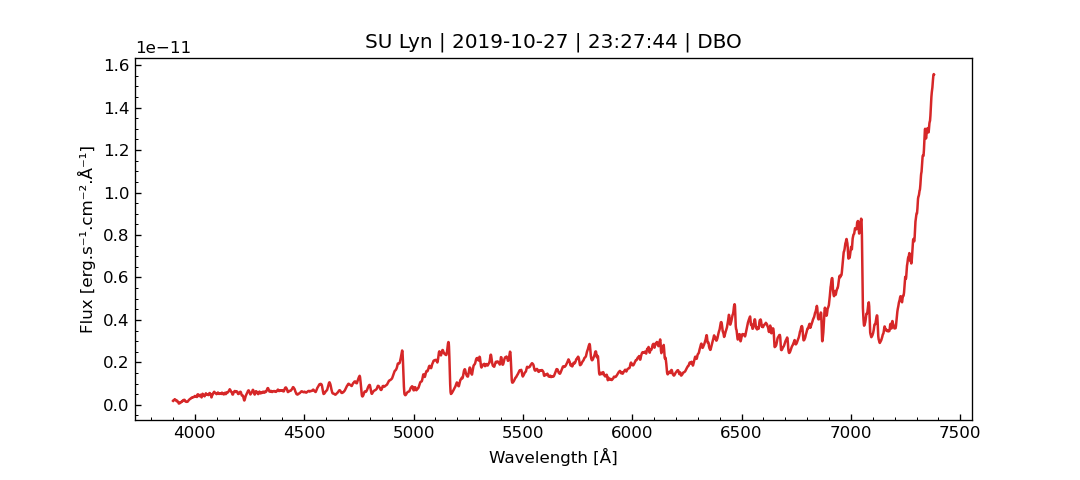 SU Lyn | 2019-10-27 | 23:27:44 | DBO
1e−11
1.6
1.4
1.2
1.0
0.8
0.6
0.4
0.2
0.0
Flux [erg.s⁻¹.cm⁻².Å⁻¹]
4000 4500 5000 5500 6000 6500 7000 7500
Wavelength [Å]